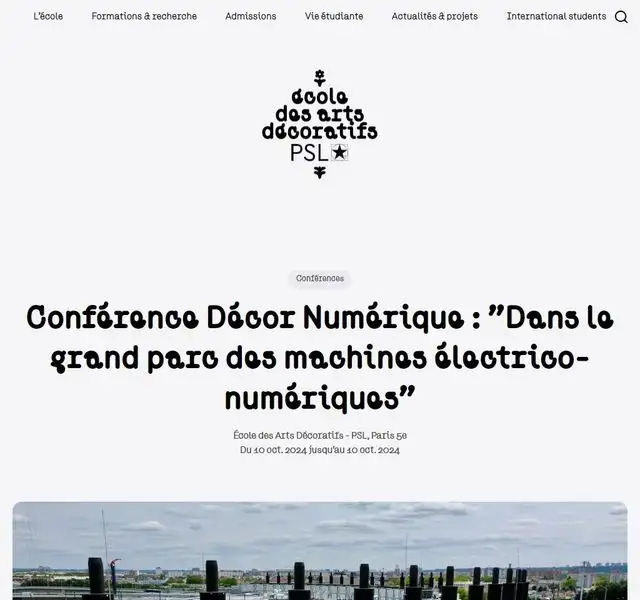 L'école Formations & recherche Admissions Vie étudiante Actualités & projets International students
école
des arts
décoratifs
PSL
Conférences
Conférence Décor Numérique : "Dans le
grand parc des machines électrico-
numériques"
École des Arts Décoratifs - PSL, Paris 5e
Du 10 oct. 2024 jusqu'au 10 oct. 2024